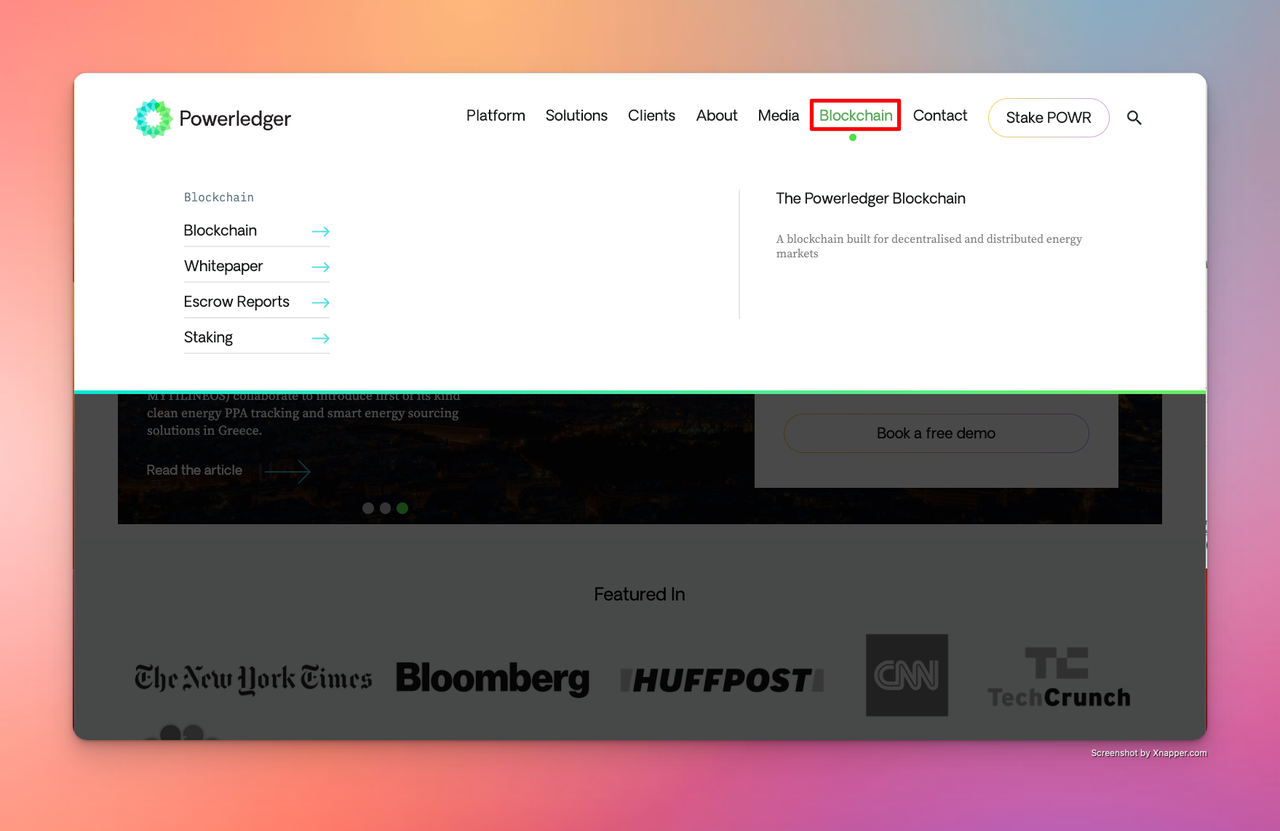 Powerledger
Platform Solutions Clients About Media Blockchain Contact Stake POWR
Blockchain
Blockchain
Whitepaper
Escrow Reports
Staking
The Powerledger Blockchain
A blockchain built for decentralised and distributed energy
markets
MYTILINEOS) collaborate to introduce first of its kind
clean energy PPA tracking and smart energy sourcing
solutions in Greece.
Read the article
Book a free demo
Featured In
The New York Times Bloomberg HUFFPOST CNN TC TechCrunch
Screenshot by Xnapper.com